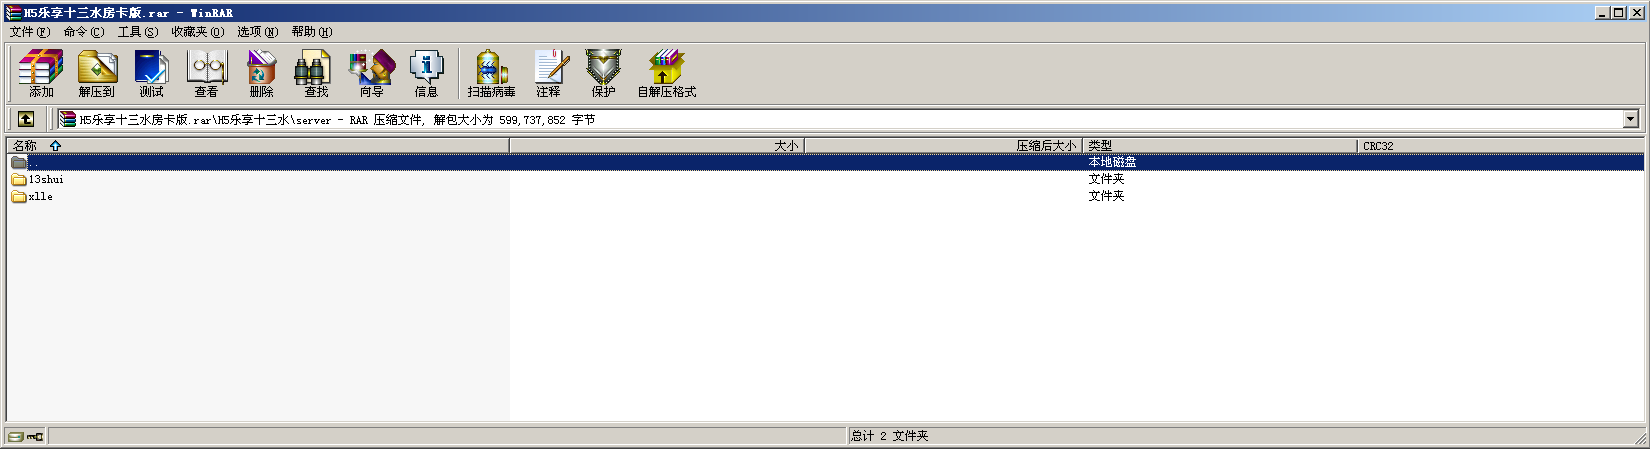 H5乐享十三水房卡版.rar - WinRAR
文件(F) 命令(C) 工具(S) 收藏夹(O) 选项(N) 帮助(H)
添加 解压到 测试 查看 删除 查找 向导 信息 扫描病毒 注释 保护 自解压格式
H5乐享十三水房卡版.rar\H5乐享十三水\server - RAR 压缩文件, 解包大小为 599,737,852 字节
名称 大小 压缩后大小 类型 CRC32
.. 本地磁盘
13shui 文件夹
xlle 文件夹
总计 2 文件夹